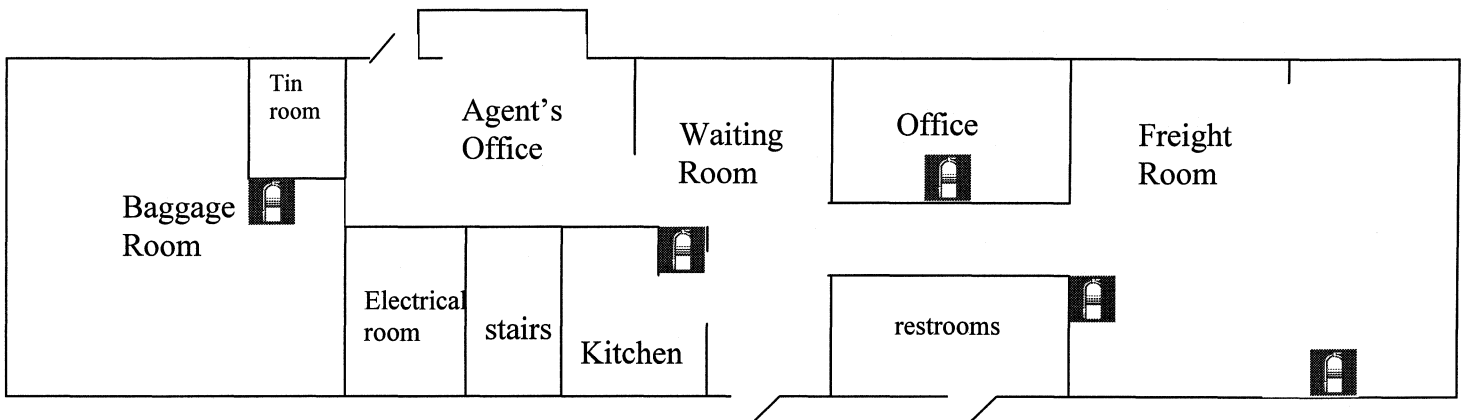 Tin
room
Agent's
Office
Waiting
Room
Office
Freight
Room
Baggage
Room
Electrical
room
stairs
Kitchen
restrooms